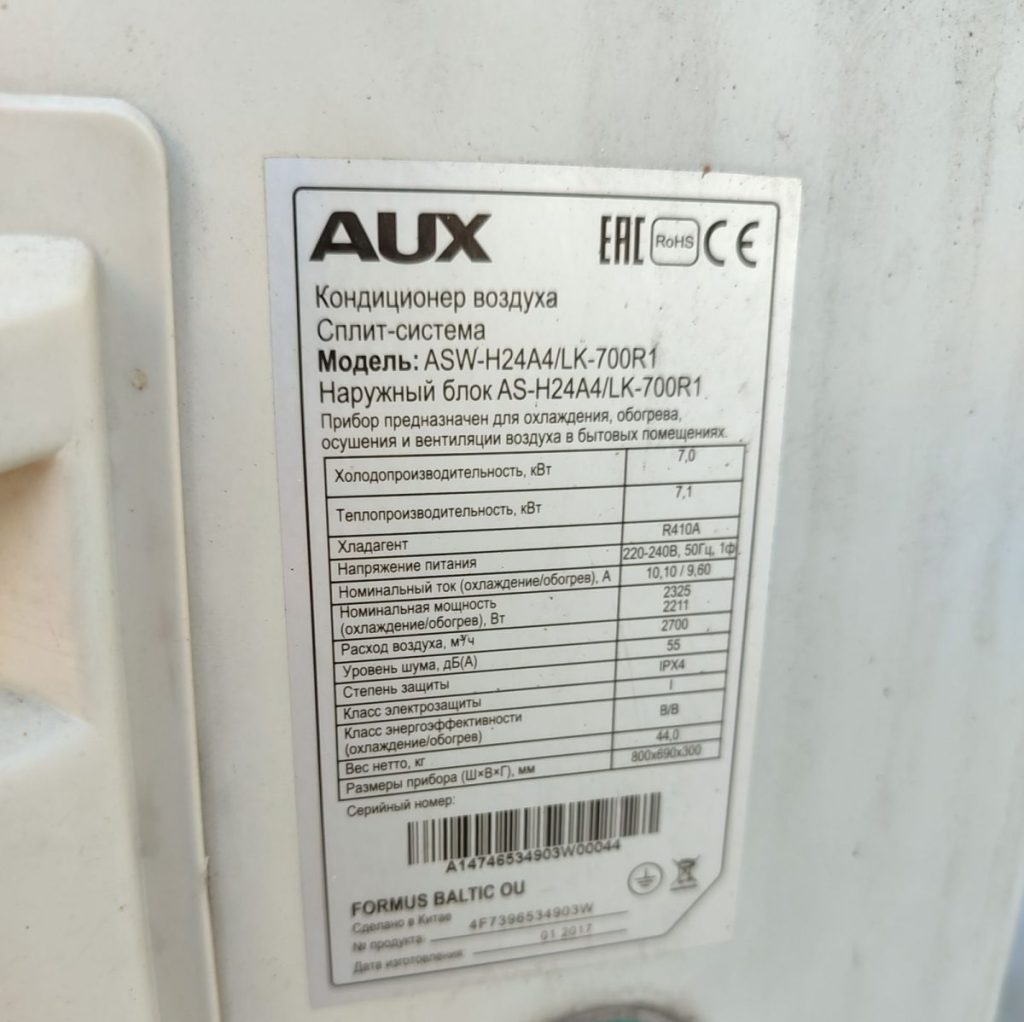 AUX EAC RoHS CE
Кондиционер воздуха
Сплит-система
Модель: ASW-H24A4/LK-700R1
Наружный блок AS-H24A4/LK-700R1
Прибор предназначен для охлаждения, обогрева,
осушения и вентиляции воздуха в бытовых помещениях.
Холодопроизводительность, кВт 7,0
Теплопроизводительность, кВт 7,1
Хладагент R410A
Напряжение питания 220-240В, 50Гц, 1ф
Номинальный ток (охлаждение/обогрев), А 10,10 / 9,60
Номинальная мощность 2325
(охлаждение/обогрев), Вт 2211
Расход воздуха, м³/ч 2700
Уровень шума, дБ(А) 55
Степень защиты IPX4
Класс электрозащиты I
Класс энергоэффективности
(охлаждение/обогрев) B/B
Вес нетто, кг 44,0
Размеры прибора (Ш×В×Г), мм 800x690x300
Серийный номер:
A14746534903W00044
FORMUS BALTIC OU
Сделано в Китае
№ продукта: 4F7396534903W
Дата изготовления: 01 2017